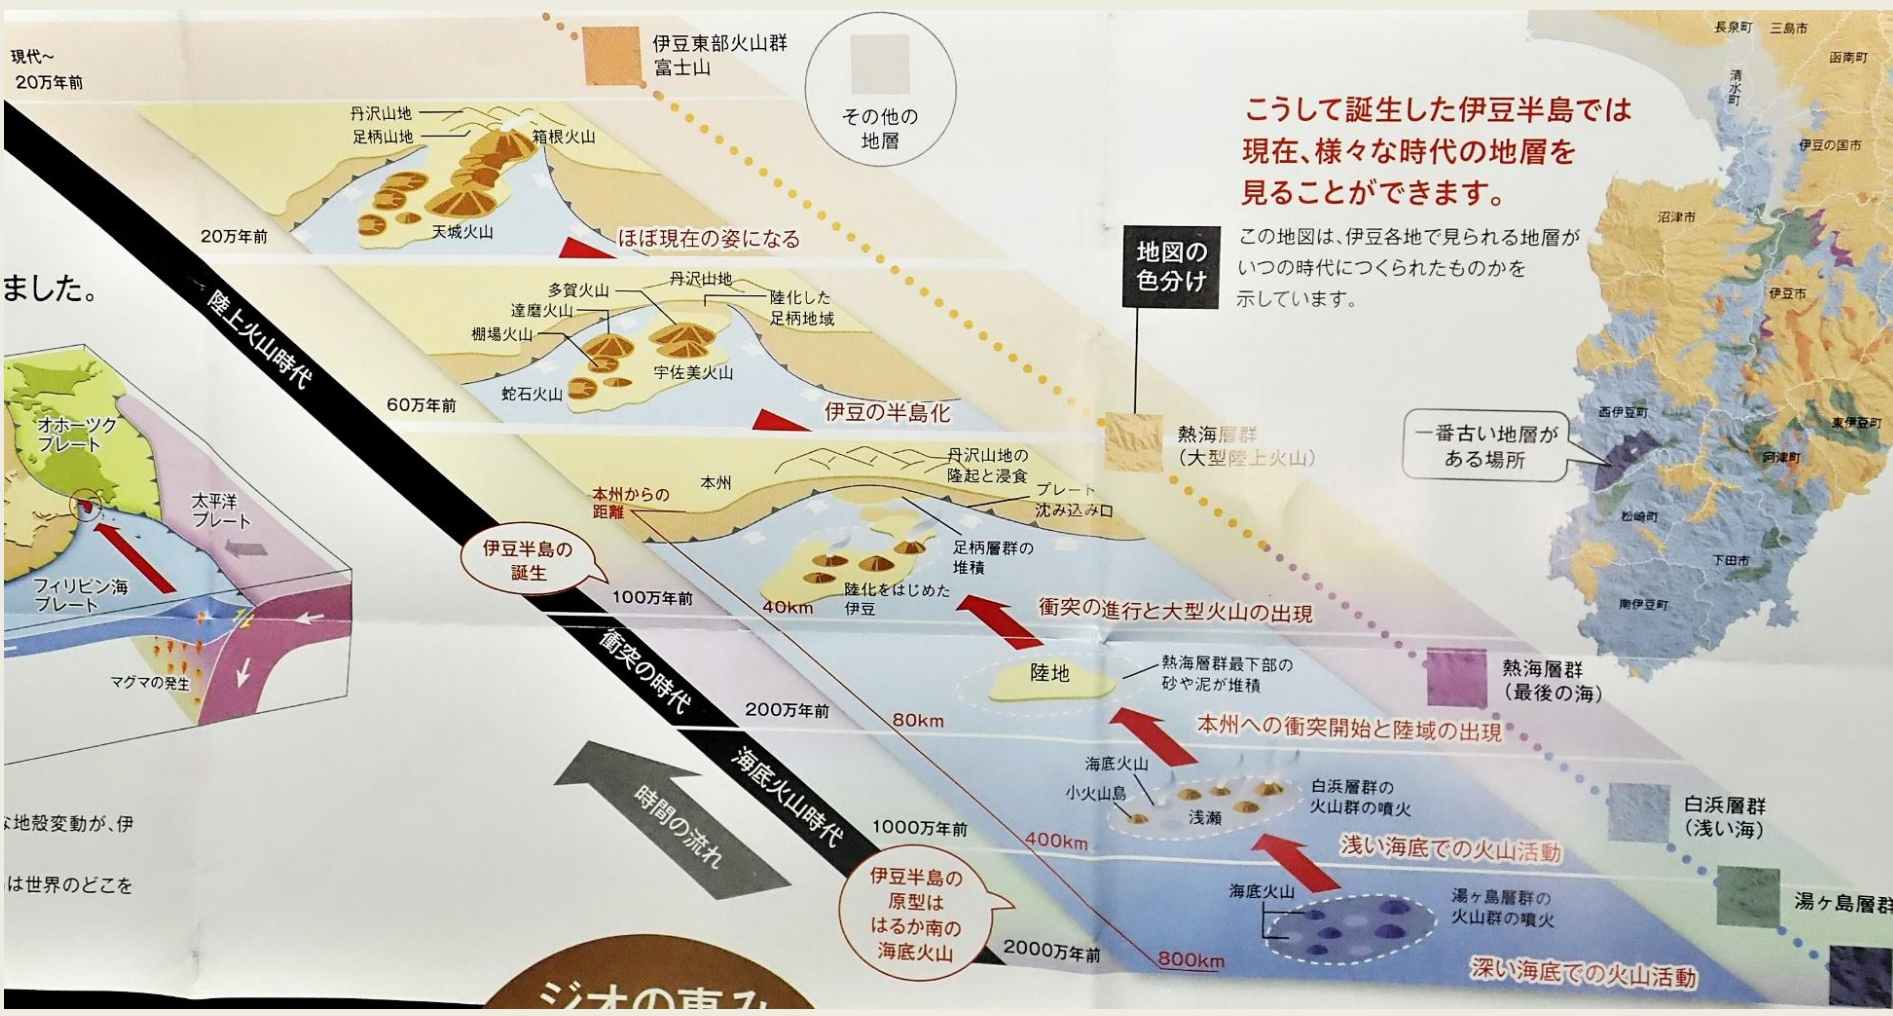 現代〜
20万年前
伊豆東部火山群
富士山
その他の
地層
丹沢山地
足柄山地
箱根火山
天城火山
20万年前
ほぼ現在の姿になる
ました。
陸上火山時代
多賀火山
達磨火山
棚場火山
丹沢山地
陸化した
足柄地域
宇佐美火山
蛇石火山
60万年前
伊豆の半島化
こうして誕生した伊豆半島では
現在、様々な時代の地層を
見ることができます。
地図の
色分け
この地図は、伊豆各地で見られる地層が
いつの時代につくられたものかを
示しています。
長泉町
三島市
函南町
清水町
伊豆の国市
沼津市
伊豆市
西伊豆町
東伊豆町
河津町
松崎町
下田市
南伊豆町
一番古い地層が
ある場所
熱海層群
(大型陸上火山)
本州からの
距離
本州
丹沢山地の
隆起と浸食
プレート
沈み込み口
足柄層群の
堆積
陸化をはじめた
伊豆
伊豆半島の
誕生
100万年前
40km
衝突の進行と大型火山の出現
オホーツク
プレート
太平洋
プレート
フィリピン海
プレート
マグマの発生
衝突の時代
陸地
熱海層群最下部の
砂や泥が堆積
200万年前
80km
本州への衝突開始と陸域の出現
熱海層群
(最後の海)
海底火山時代
時間の流れ
海底火山
小火山島
浅瀬
白浜層群の
火山群の噴火
1000万年前
400km
浅い海底での火山活動
白浜層群
(浅い海)
伊豆半島の
原型は
はるか南の
海底火山
海底火山
湯ヶ島層群の
火山群の噴火
2000万年前
800km
深い海底での火山活動
湯ヶ島層群
な地殻変動が、伊
は世界のどこを
ジオの恵み